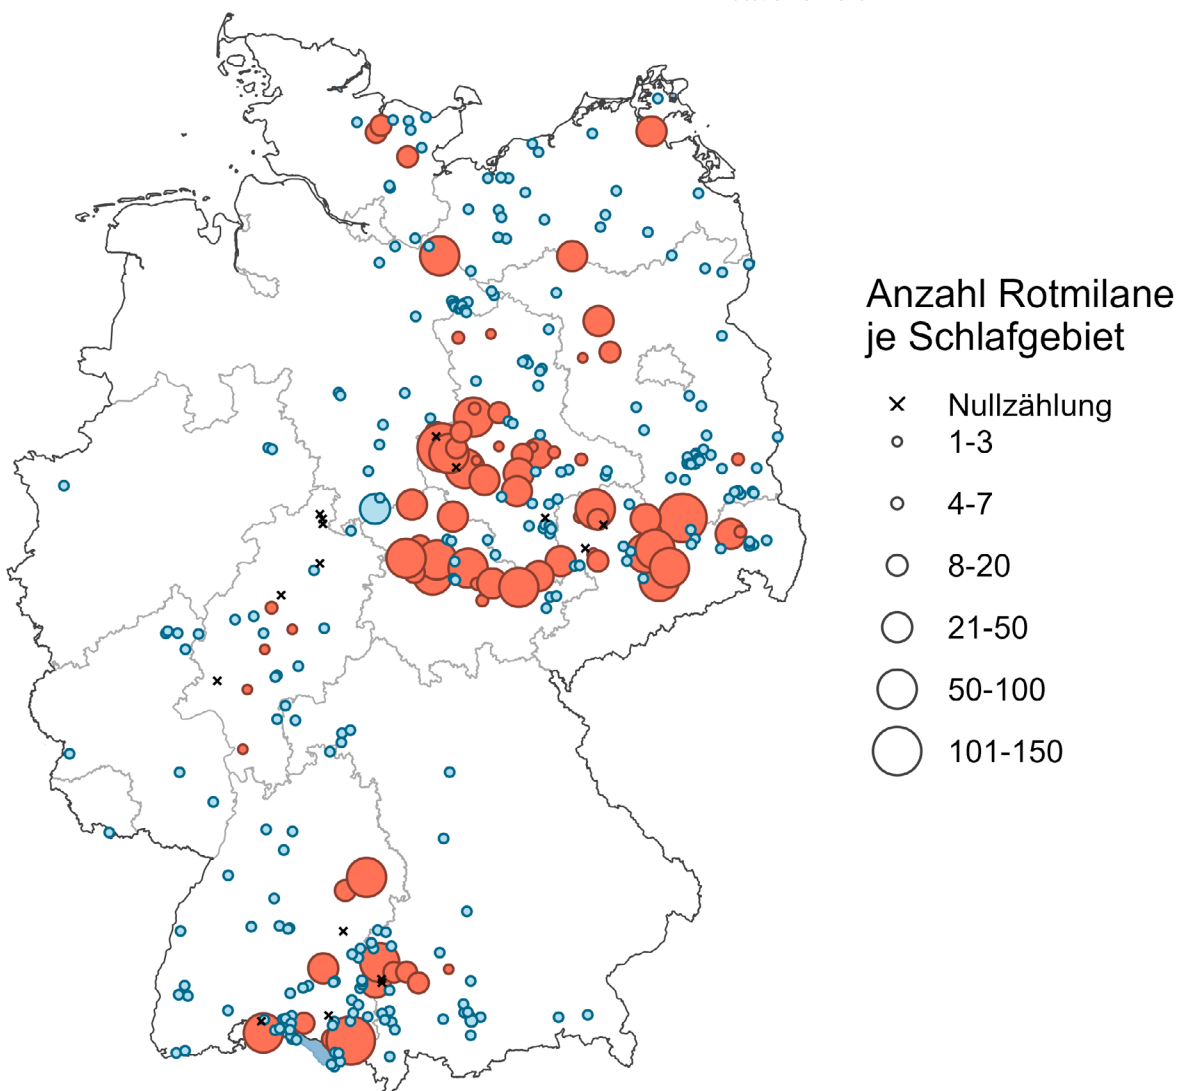 Anzahl Rotmilane
je Schlafgebiet
Nullzählung
1-3
4-7
8-20
21-50
50-100
101-150